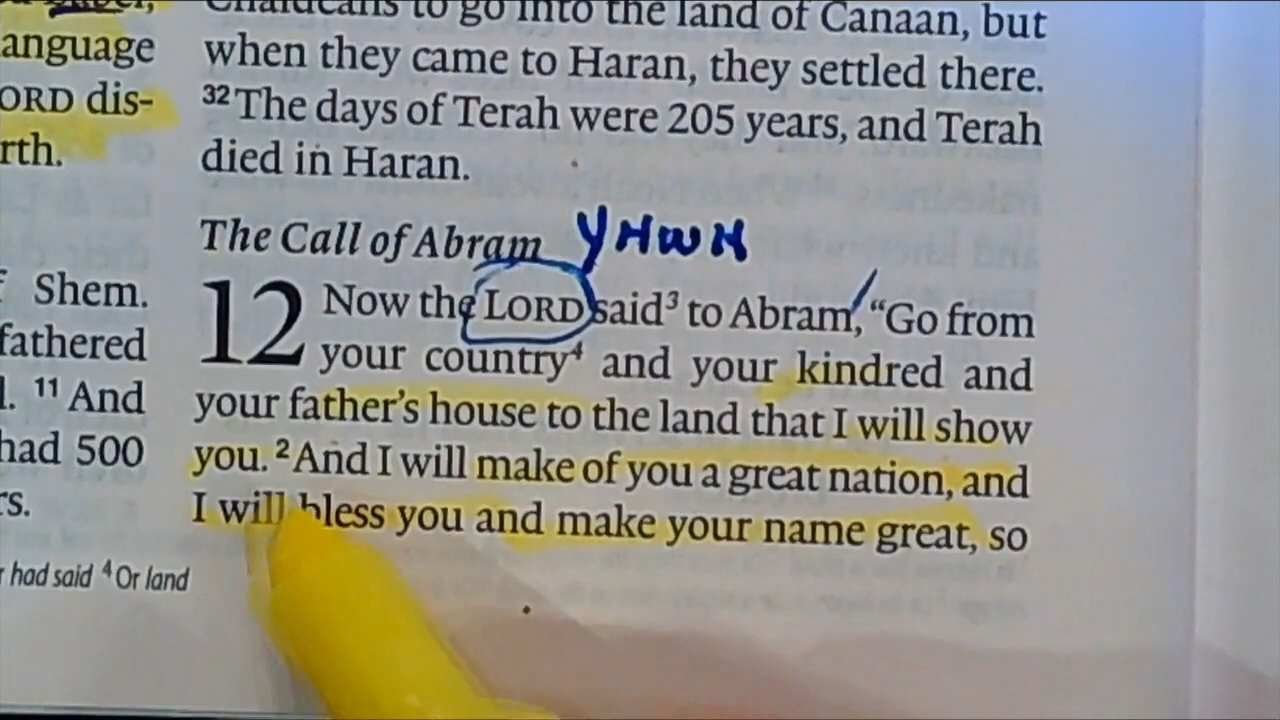 anguage
ORD dis-
rth.
Shem.
fathered
l. ¹¹ And
had 500
rs.
had said ⁴Or land
Chaldeans to go into the land of Canaan, but
when they came to Haran, they settled there.
³²The days of Terah were 205 years, and Terah
died in Haran.
The Call of Abram YHWH
12 Now the LORD said³ to Abram, “Go from
your country⁴ and your kindred and
your father’s house to the land that I will show
you. ²And I will make of you a great nation, and
I will bless you and make your name great, so